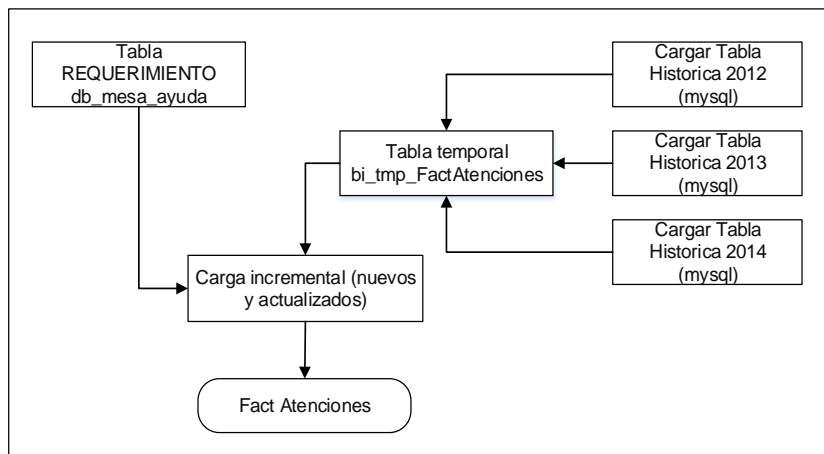 Tabla
REQUERIMIENTO
db_mesa_ayuda
Cargar Tabla
Historica 2012
(mysql)
Tabla temporal
bi_tmp_FactAtenciones
Cargar Tabla
Historica 2013
(mysql)
Cargar Tabla
Historica 2014
(mysql)
Carga incremental (nuevos
y actualizados)
Fact Atenciones